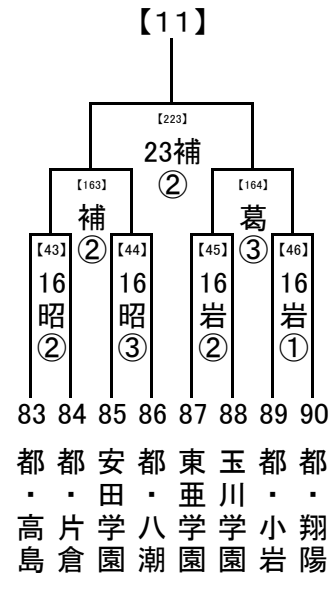 【11】
【223】
23補
②
【163】 【164】
補 葛
② ③
【43】 【44】 【45】 【46】
16 16 16 16
昭 昭 岩 岩
② ③ ② ①
83 84 85 86 87 88 89 90
都・高島
都・片倉
安田学園
都・八潮
東亜学園
玉川学園
都・小岩
都・翔陽